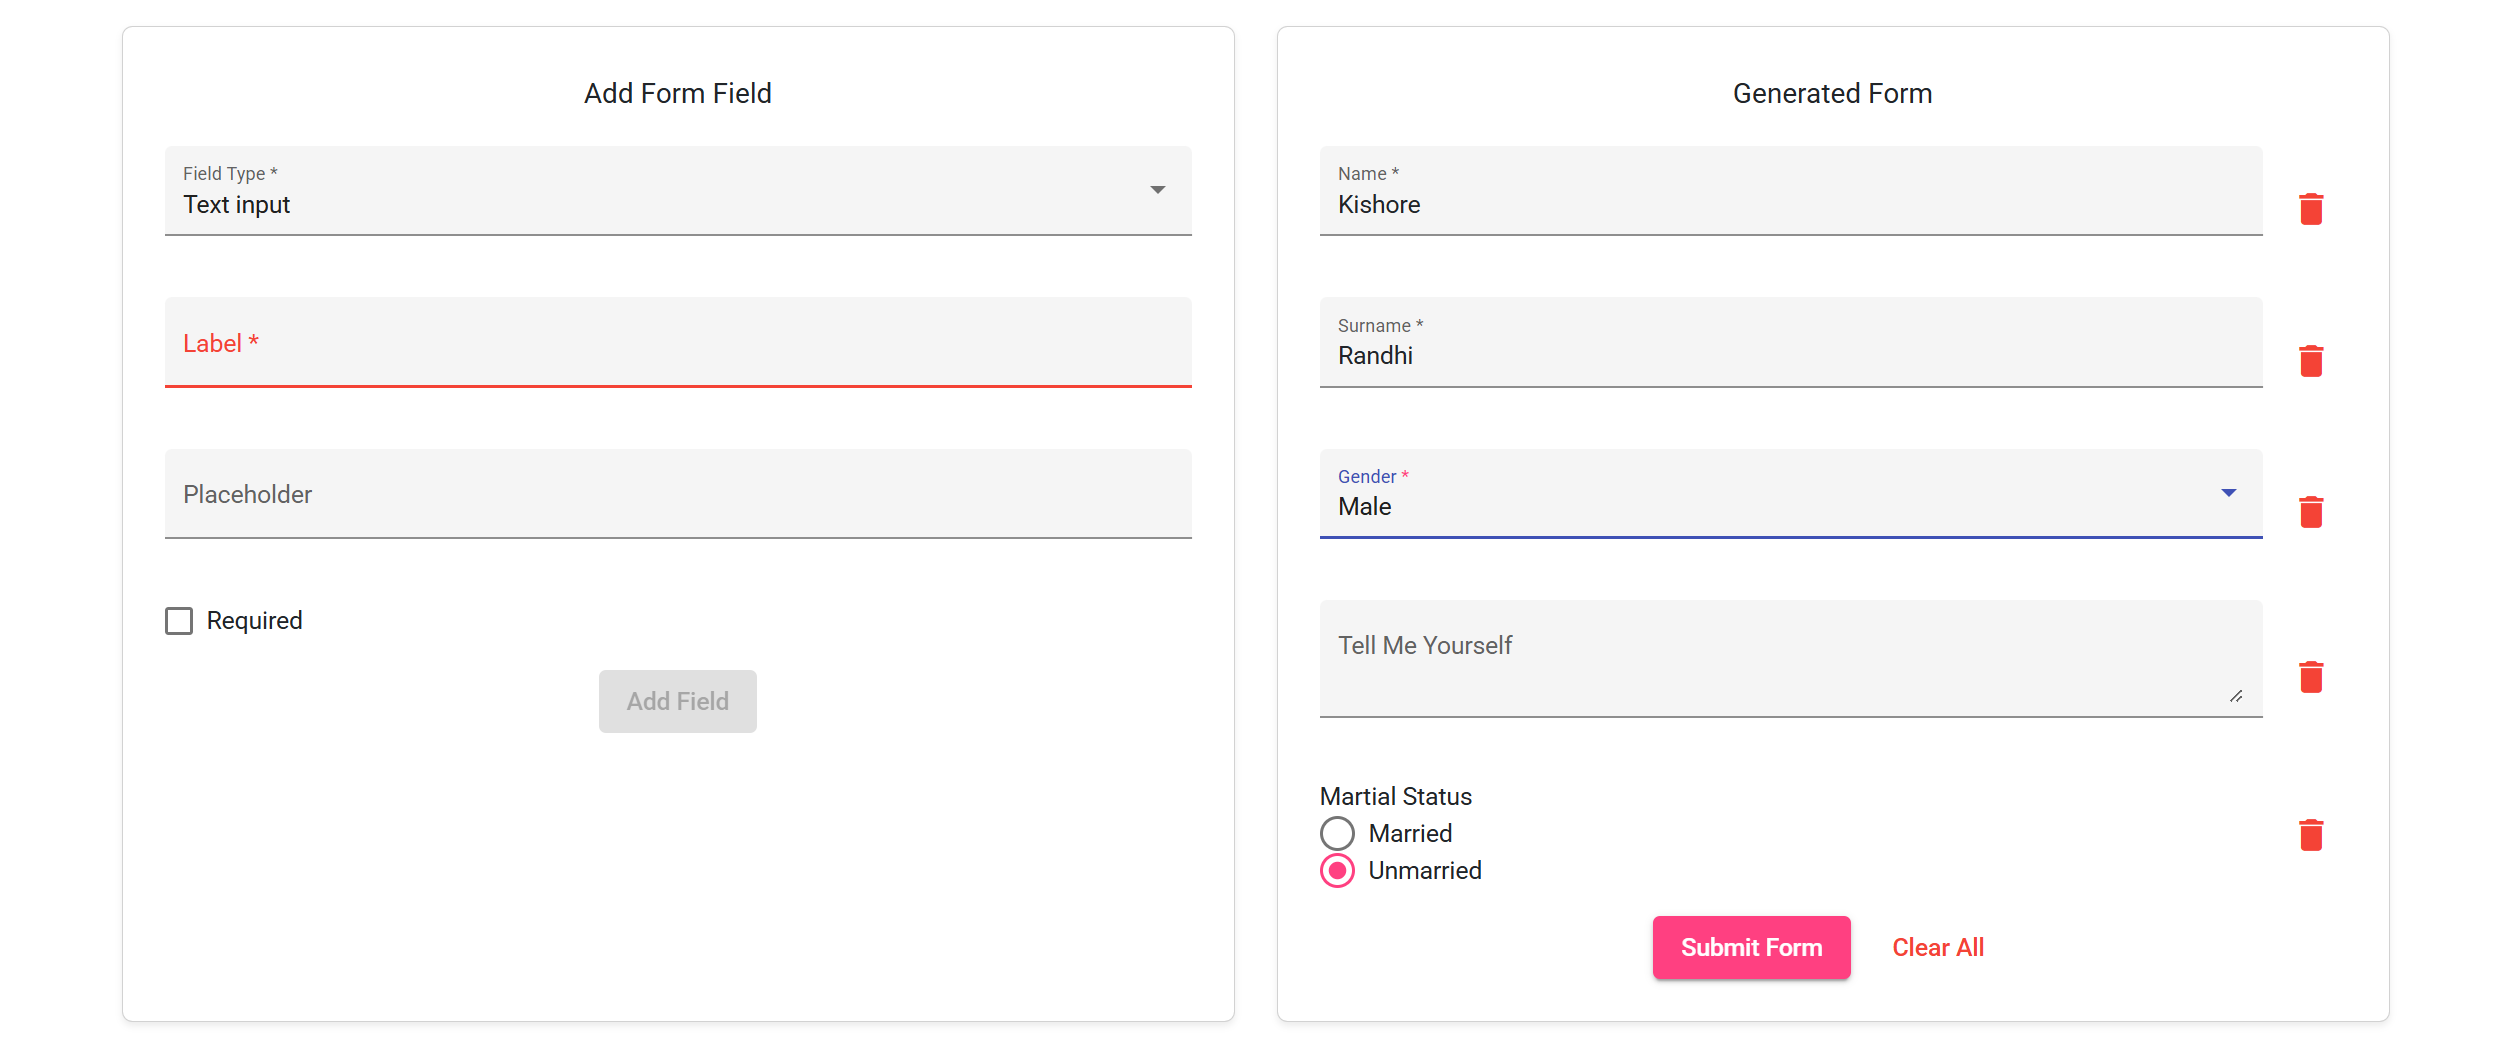 Add Form Field
Field Type *
Text input
Label *
Placeholder
Required
Add Field
Generated Form
Name *
Kishore
Surname *
Randhi
Gender *
Male
Tell Me Yourself
Martial Status
Married
Unmarried
Submit Form
Clear All